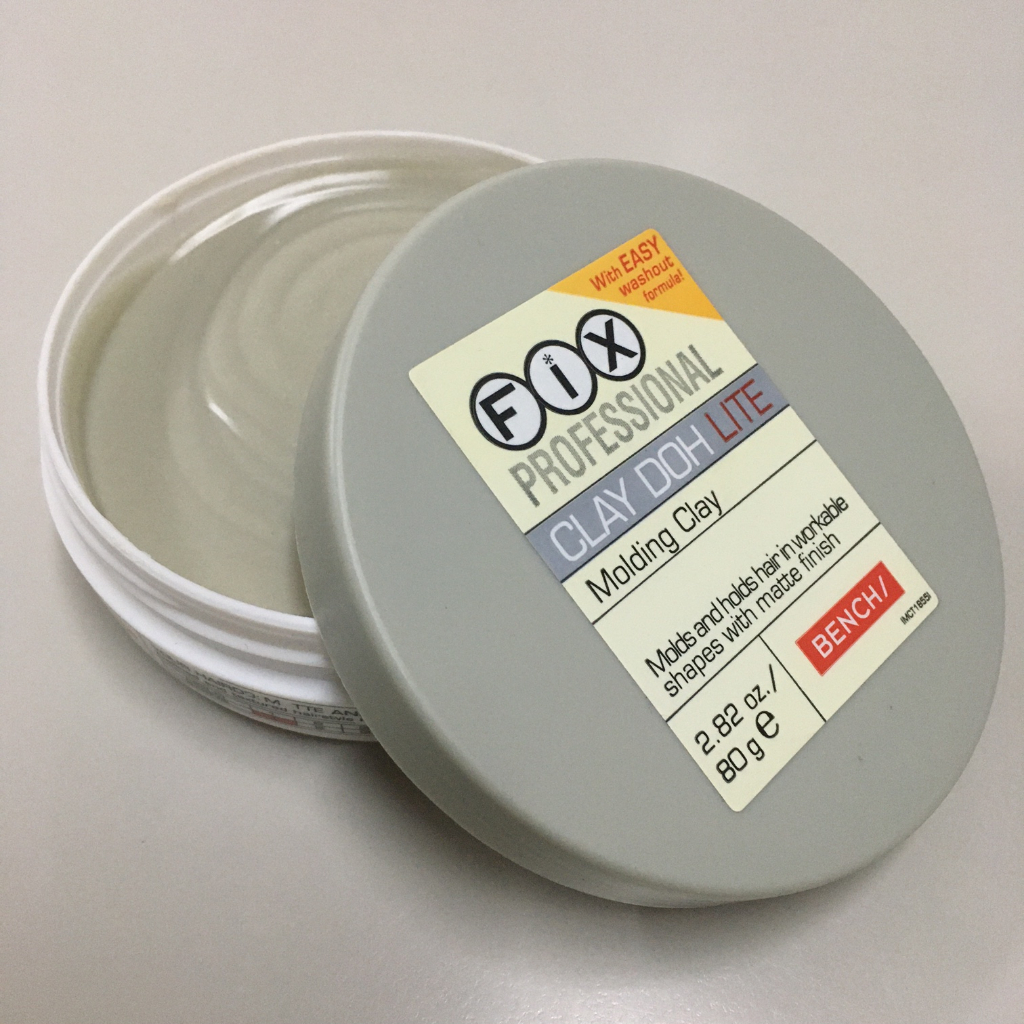 With EASY
washout
formula!
FiX
PROFESSIONAL
CLAY DOH LITE
Molding Clay
Molds and holds hair in workable
shapes with matte finish
2.82 oz./
80 g e
BENCH/